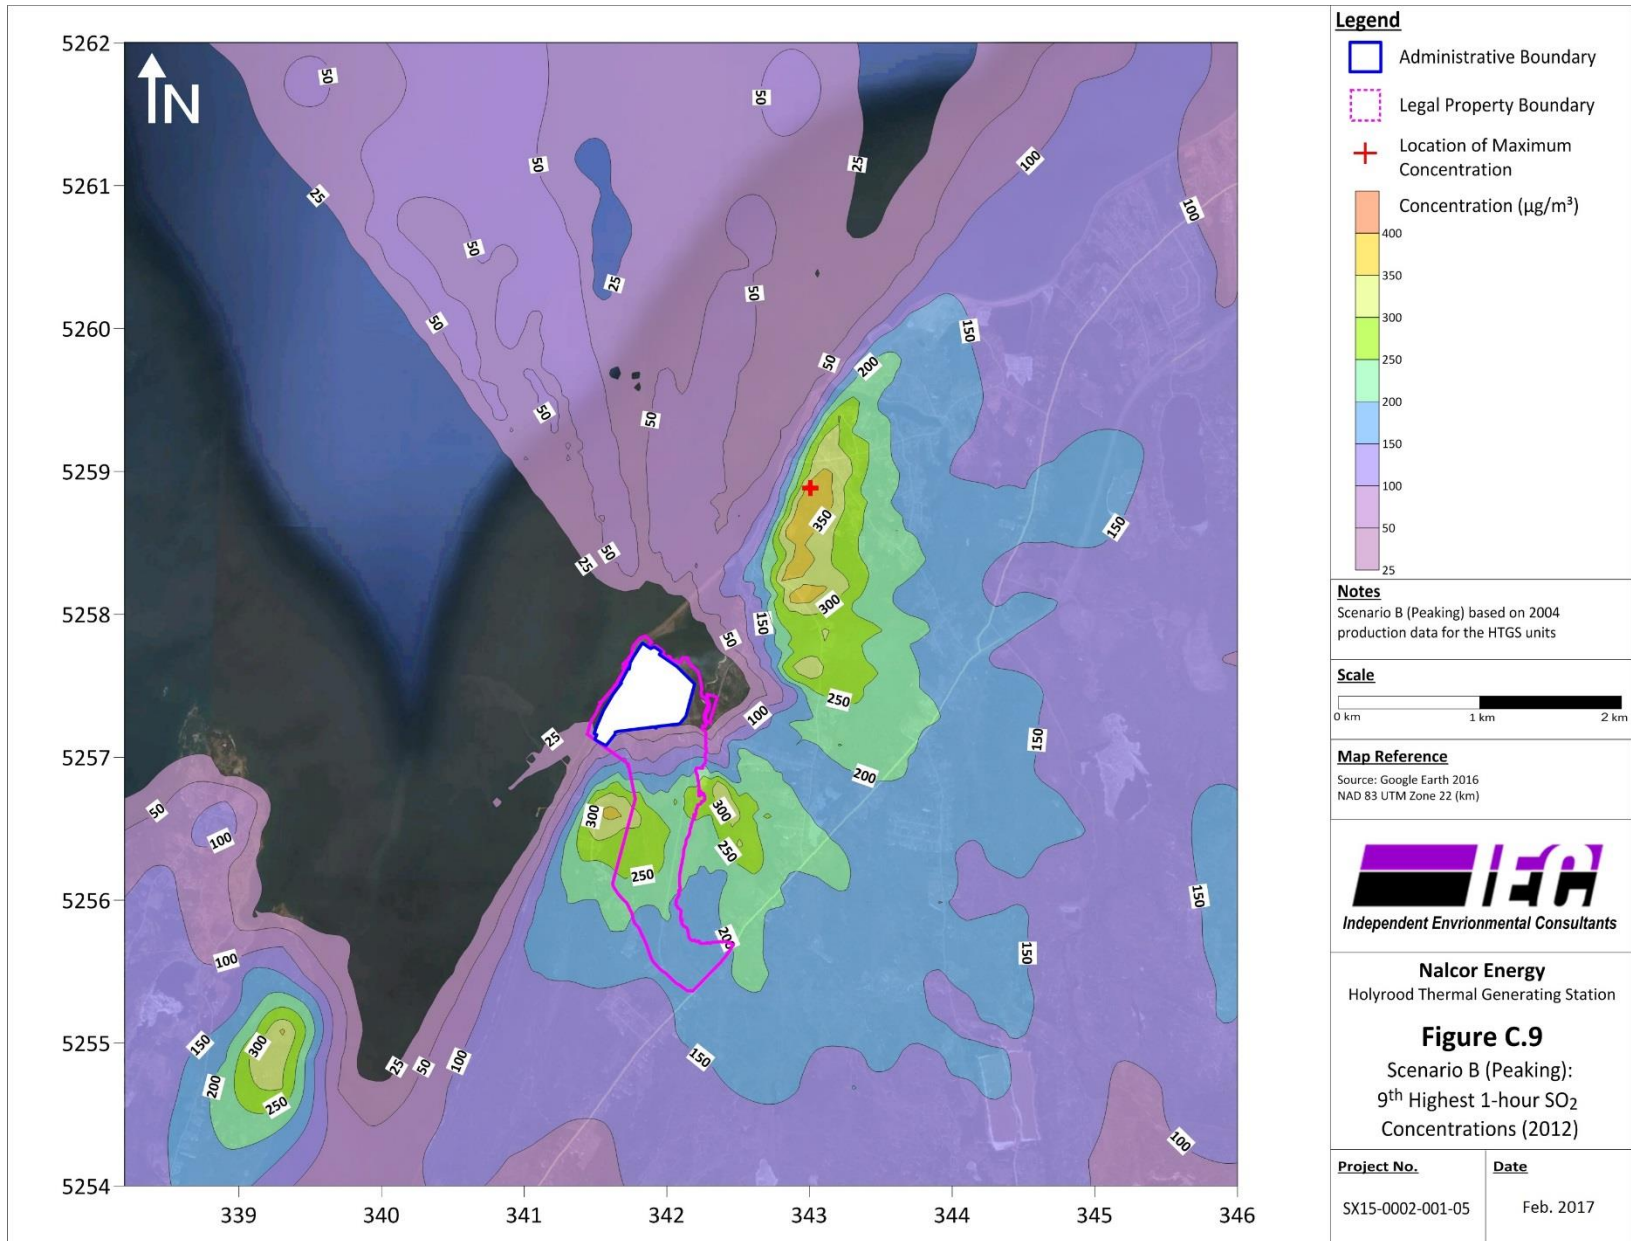 5262
5261
5260
5259
5258
5257
5256
5255
5254
339 340 341 342 343 344 345 346
N
50
50
25
50
100
25
100
50
25
50
50
50
150
50
200
50
50
350
150
50
25
300
150
50
250
100
25
150
200
50
300
300
100
250
250
150
200
100
150
150
300
200
250
25
50
100
150
100
Legend
Administrative Boundary
Legal Property Boundary
Location of Maximum
Concentration
Concentration (µg/m³)
400
350
300
250
200
150
100
50
25
Notes
Scenario B (Peaking) based on 2004
production data for the HTGS units
Scale
0 km 1 km 2 km
Map Reference
Source: Google Earth 2016
NAD 83 UTM Zone 22 (km)
IEC
Independent Envrionmental Consultants
Nalcor Energy
Holyrood Thermal Generating Station
Figure C.9
Scenario B (Peaking):
9th Highest 1-hour SO2
Concentrations (2012)
Project No. Date
SX15-0002-001-05 Feb. 2017